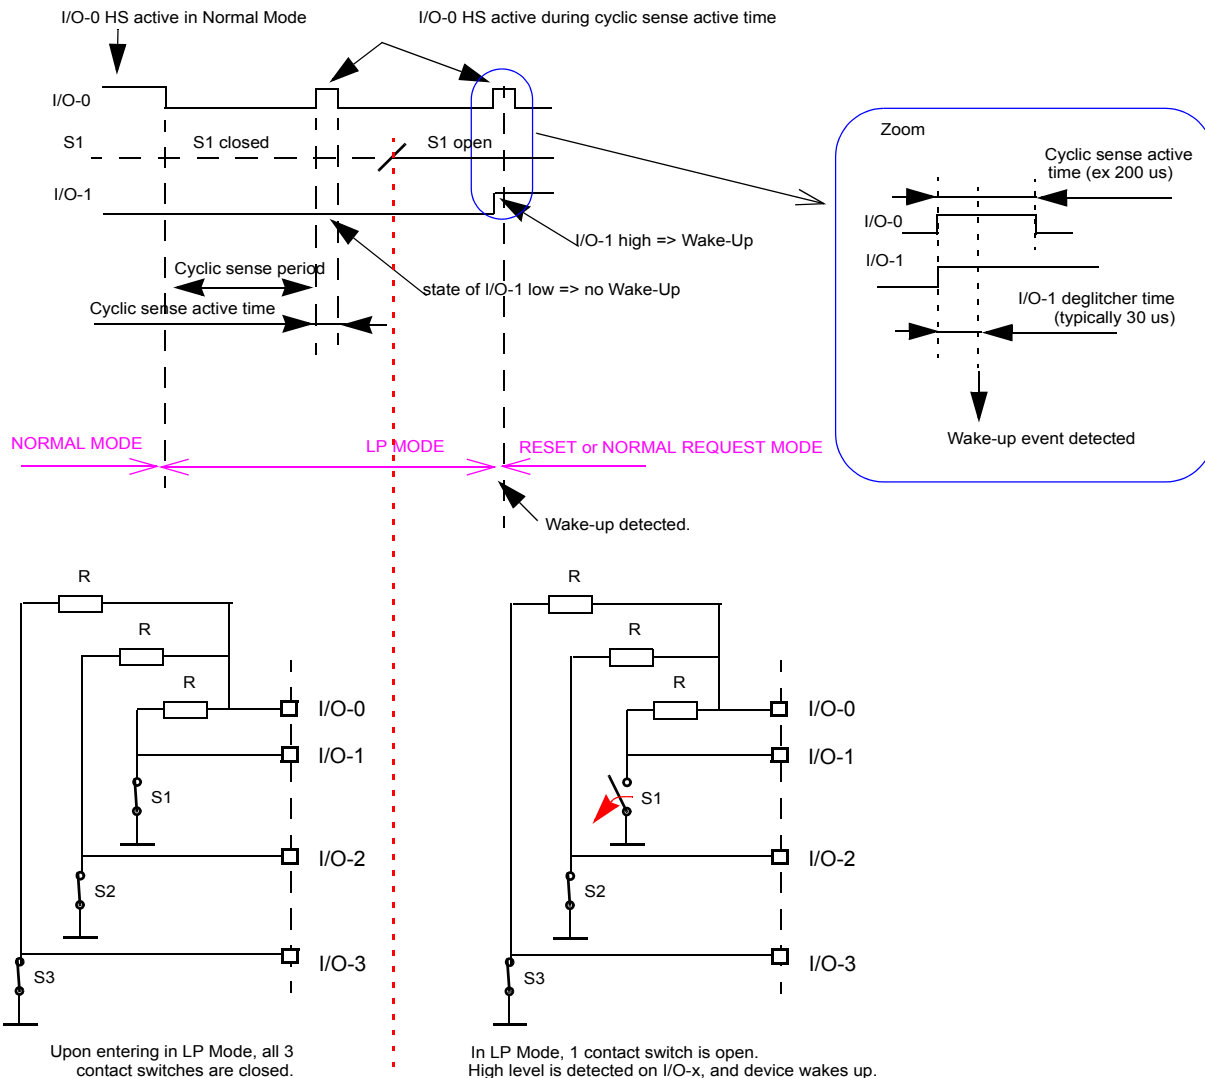 I/O-0 HS active in Normal Mode
I/O-0 HS active during cyclic sense active time
I/O-0
S1
S1 closed
S1 open
I/O-1
I/O-1 high => Wake-Up
Cyclic sense period
state of I/O-1 low => no Wake-Up
Cyclic sense active time
Zoom
Cyclic sense active
time (ex 200 us)
I/O-0
I/O-1
I/O-1 deglitcher time
(typically 30 us)
Wake-up event detected
NORMAL MODE
LP MODE
RESET or NORMAL REQUEST MODE
Wake-up detected.
R
R
R
I/O-0
I/O-1
S1
I/O-2
S2
I/O-3
S3
Upon entering in LP Mode, all 3
contact switches are closed.
R
R
R
I/O-0
I/O-1
S1
I/O-2
S2
I/O-3
S3
In LP Mode, 1 contact switch is open.
High level is detected on I/O-x, and device wakes up.